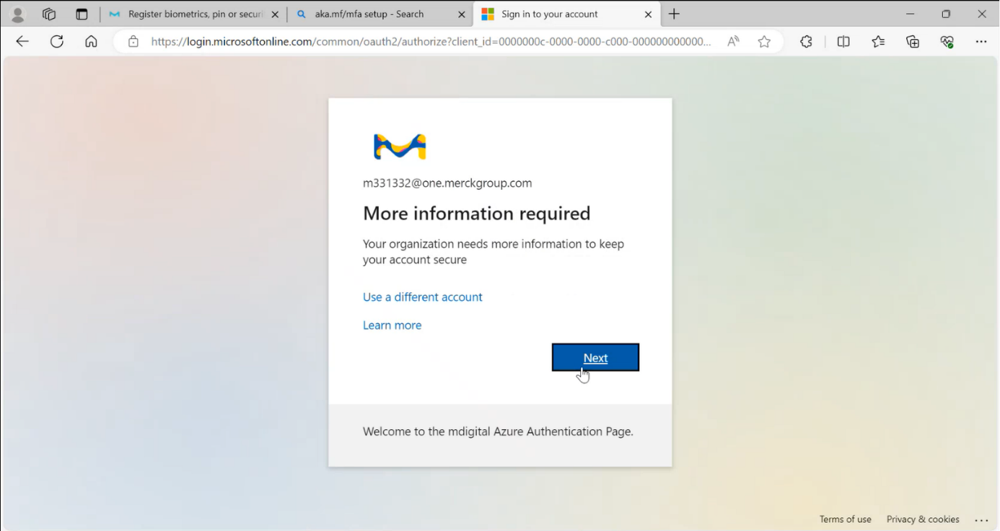 Register biometrics, pin or securi
aka.mf/mfa setup - Search
Sign in to your account
https://login.microsoftonline.com/common/oauth2/authorize?client_id=0000000c-0000-0000-c000-000000000000...
m331332@one.merckgroup.com
More information required
Your organization needs more information to keep
your account secure
Use a different account
Learn more
Next
Welcome to the mdigital Azure Authentication Page.
Terms of use Privacy & cookies ...